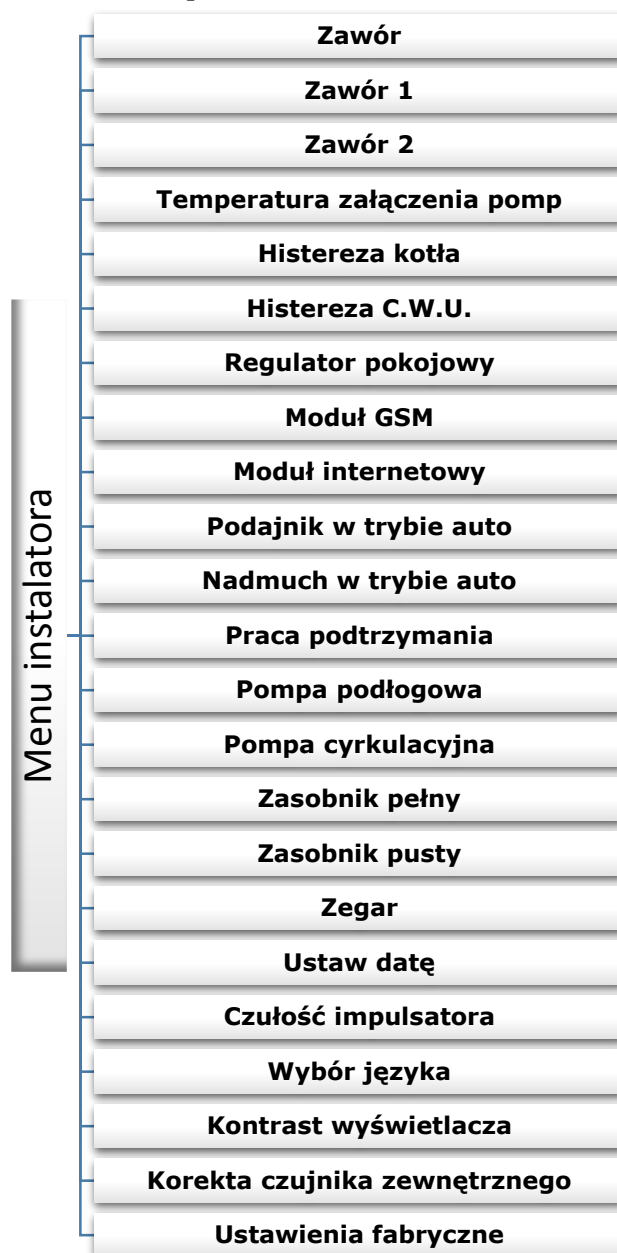 Zawór
Zawór 1
Zawór 2
Temperatura załączenia pomp
Histereza kotła
Histereza C.W.U.
Regulator pokojowy
Moduł GSM
Moduł internetowy
Podajnik w trybie auto
Nadmuch w trybie auto
Menu instalatora
Praca podtrzymania
Pompa podłogowa
Pompa cyrkulacyjna
Zasobnik pełny
Zasobnik pusty
Zegar
Ustaw datę
Czułość impulsatora
Wybór języka
Kontrast wyświetlacza
Korekta czujnika zewnętrznego
Ustawienia fabryczne